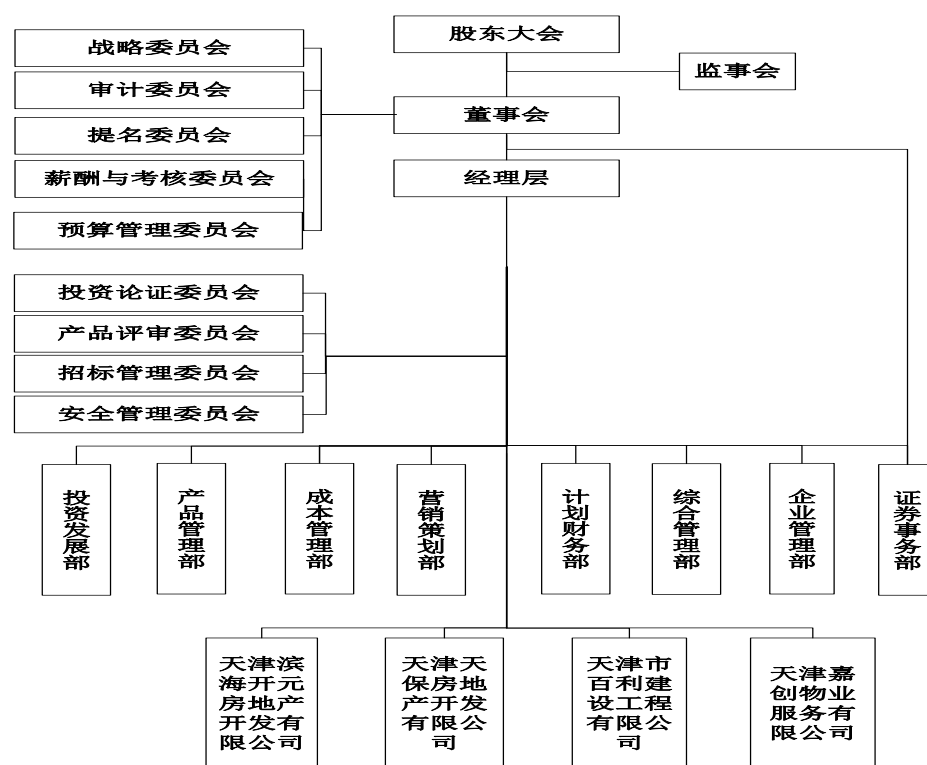 股东大会
战略委员会
监事会
审计委员会
董事会
提名委员会
经理层
薪酬与考核委员会
预算管理委员会
投资论证委员会
产品评审委员会
招标管理委员会
安全管理委员会
投资发展部
产品管理部
成本管理部
营销策划部
计划财务部
综合管理部
企业管理部
证券事务部
天津滨
海开元
房地产
开发有
限公司
天津天
保房地
产开发
有限公
司
天津市
百利建
设工程
有限公
司
天津嘉
创物业
服务有
限公司